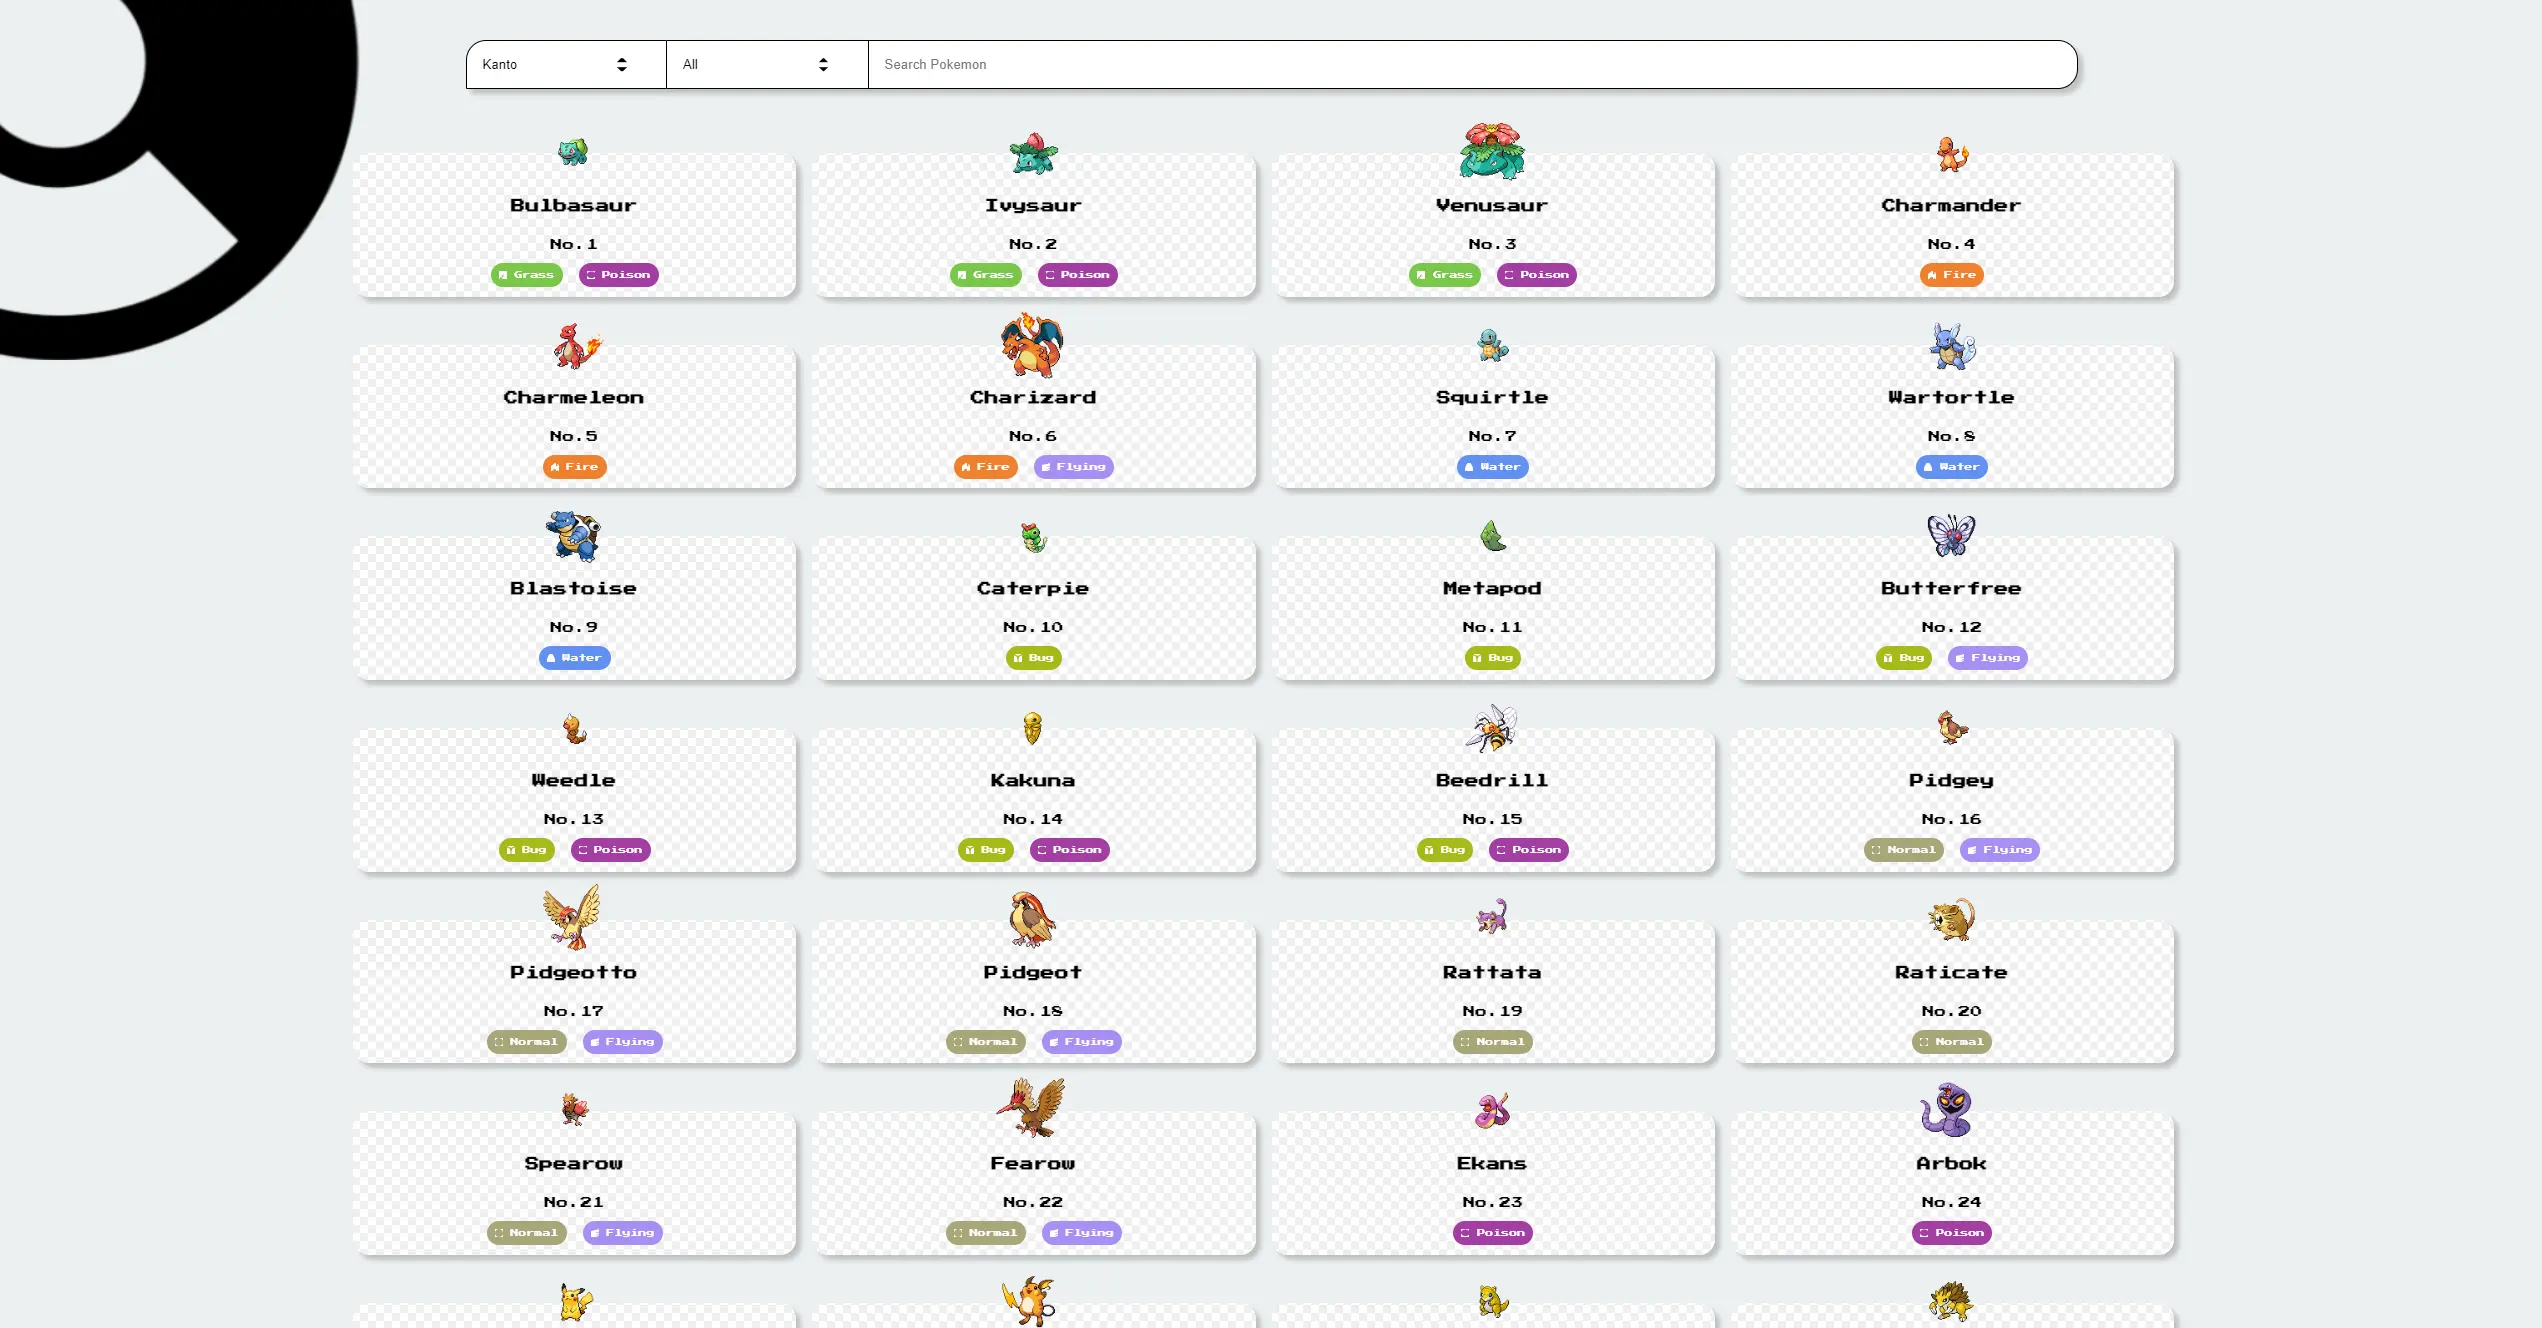 Kanto All Search Pokemon
Bulbasaur Ivysaur Venusaur Charmander
No.1 No.2 No.3 No.4
Grass Poison Grass Poison Grass Poison Fire
Charmeleon Charizard Squirtle Wartortle
No.5 No.6 No.7 No.8
Fire Fire Flying Water Water
Blastoise Caterpie Metapod Butterfree
No.9 No.10 No.11 No.12
Water Bug Bug Bug Flying
Weedle Kakuna Beedrill Pidgey
No.13 No.14 No.15 No.16
Bug Poison Bug Poison Bug Poison Normal Flying
Pidgeotto Pidgeot Rattata Raticate
No.17 No.18 No.19 No.20
Normal Flying Normal Flying Normal Normal
Spearow Fearow Ekans Arbok
No.21 No.22 No.23 No.24
Normal Flying Normal Flying Poison Poison